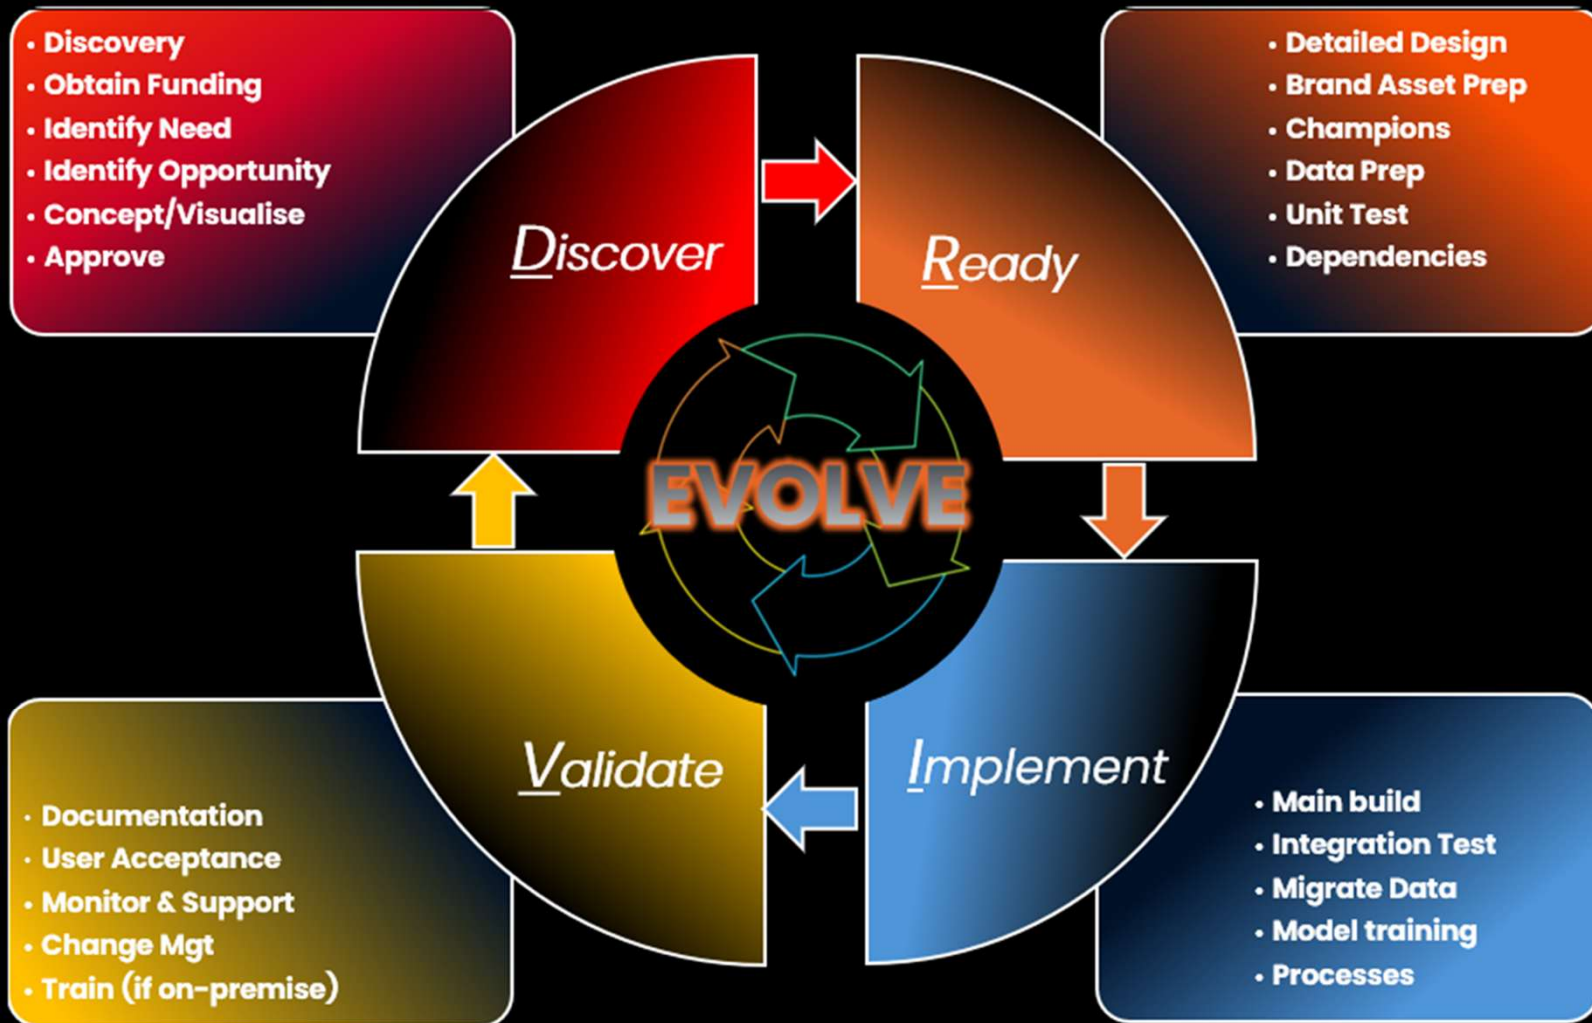 • Discovery
• Obtain Funding
• Identify Need
• Identify Opportunity
• Concept/Visualise
• Approve
Discover
Ready
• Detailed Design
• Brand Asset Prep
• Champions
• Data Prep
• Unit Test
• Dependencies
EVOLVE
• Documentation
• User Acceptance
• Monitor & Support
• Change Mgt
• Train (if on-premise)
Validate
Implement
• Main build
• Integration Test
• Migrate Data
• Model training
• Processes